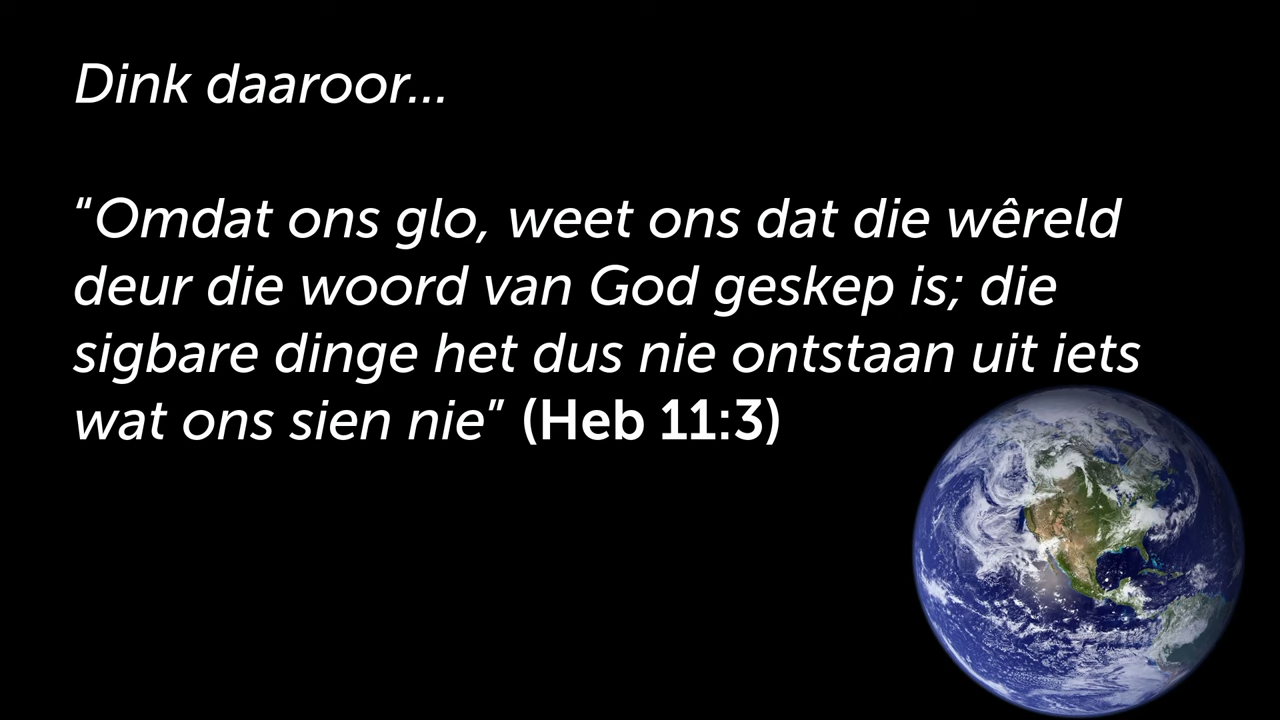 Dink daaroor...
“Omdat ons glo, weet ons dat die wêreld
deur die woord van God geskep is; die
sigbare dinge het dus nie ontstaan uit iets
wat ons sien nie” (Heb 11:3)